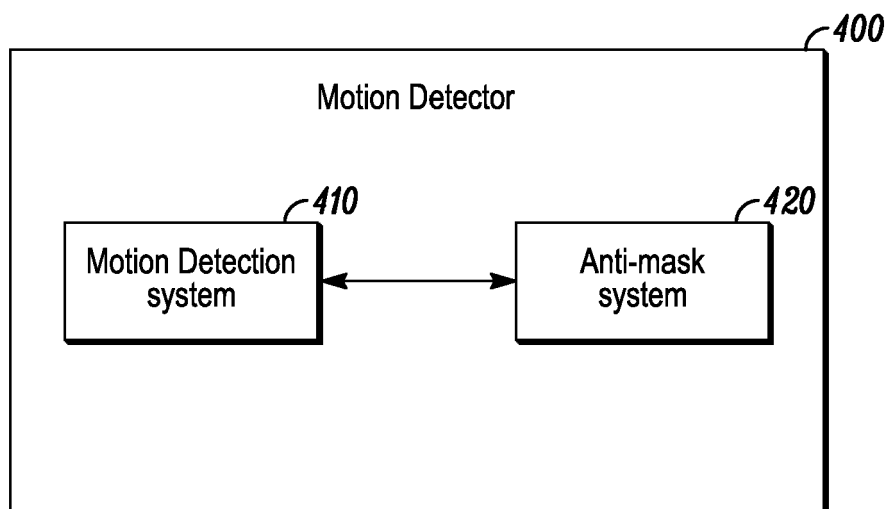 400
Motion Detector
410
420
Motion Detection
system
Anti-mask
system